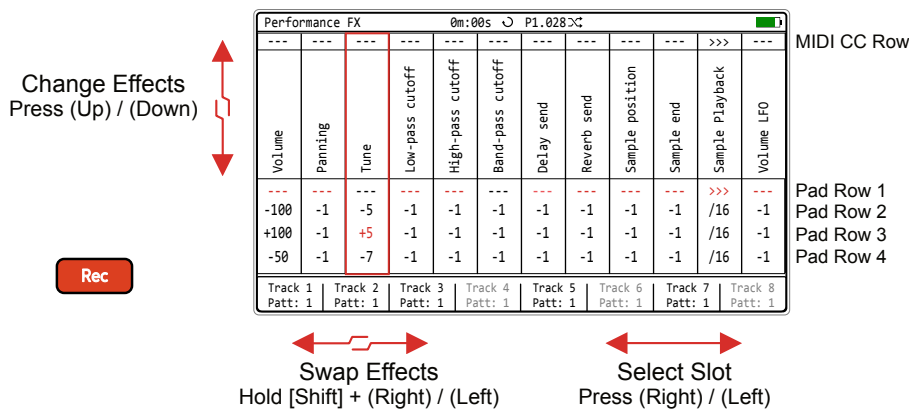 Performance FX 0m:00s P1.028
--- --- --- --- --- --- --- --- --- --- >>> --- MIDI CC Row
Change Effects
Press (Up) / (Down)
Volume
Panning
Tune
Low-pass cutoff
High-pass cutoff
Band-pass cutoff
Delay send
Reverb send
Sample position
Sample end
Sample Playback
Volume LFO
--- --- --- --- --- --- --- --- --- --- >>> --- Pad Row 1
-100 -1 -5 -1 -1 -1 -1 -1 -1 -1 /16 -1 Pad Row 2
+100 -1 +5 -1 -1 -1 -1 -1 -1 -1 /16 -1 Pad Row 3
-50 -1 -7 -1 -1 -1 -1 -1 -1 -1 /16 -1 Pad Row 4
Rec
Track 1 Track 2 Track 3 Track 4 Track 5 Track 6 Track 7 Track 8
Patt: 1 Patt: 1 Patt: 1 Patt: 1 Patt: 1 Patt: 1 Patt: 1 Patt: 1
Swap Effects
Hold [Shift] + (Right) / (Left)
Select Slot
Press (Right) / (Left)